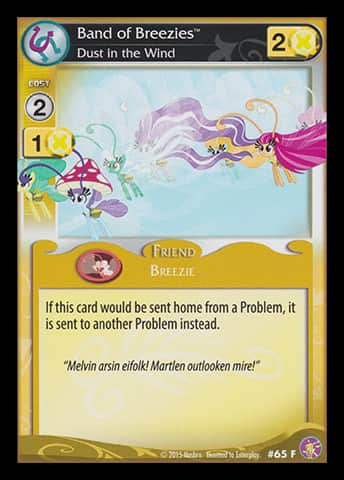 Band of Breezies™
Dust in the Wind
2
COST
2
1
FRIEND
BREEZIE
If this card would be sent home from a Problem, it
is sent to another Problem instead.
"Melvin arsin eifolk! Martlen outlooken mire!"
© 2015 Hasbro. Licensed to Enterplay. #65 F